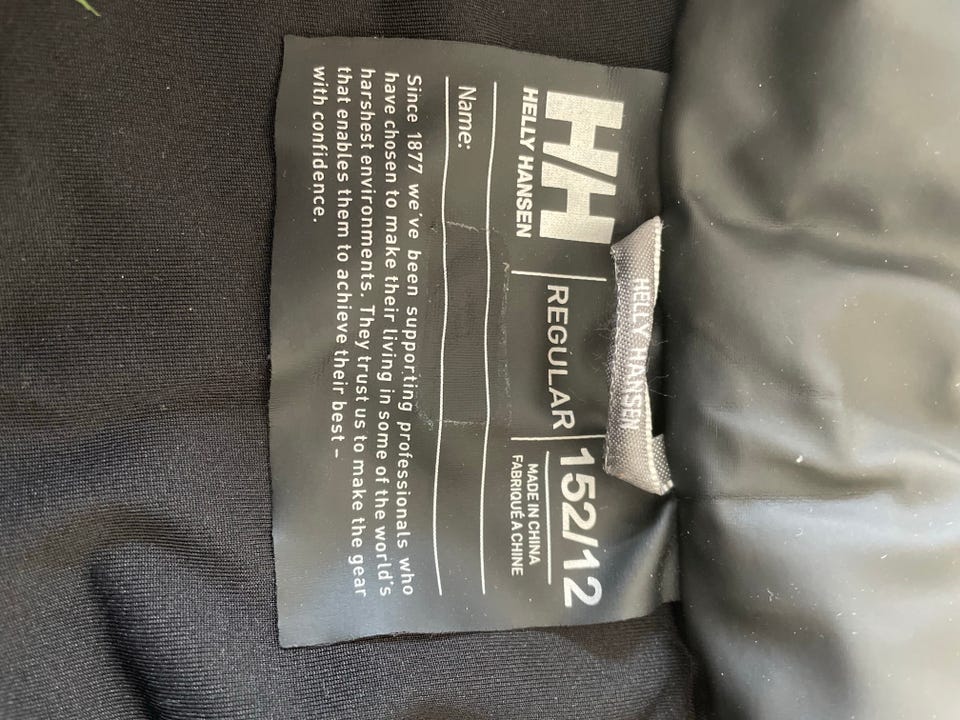 HELLY HANSEN
HH
HELLY HANSEN
REGULAR
152/12
MADE IN CHINA
FABRIQUÉ A CHINE
Name:
Since 1877 we've been supporting professionals who
have chosen to make their living in some of the world's
harshest environments. They trust us to make the gear
that enables them to achieve their best -
with confidence.